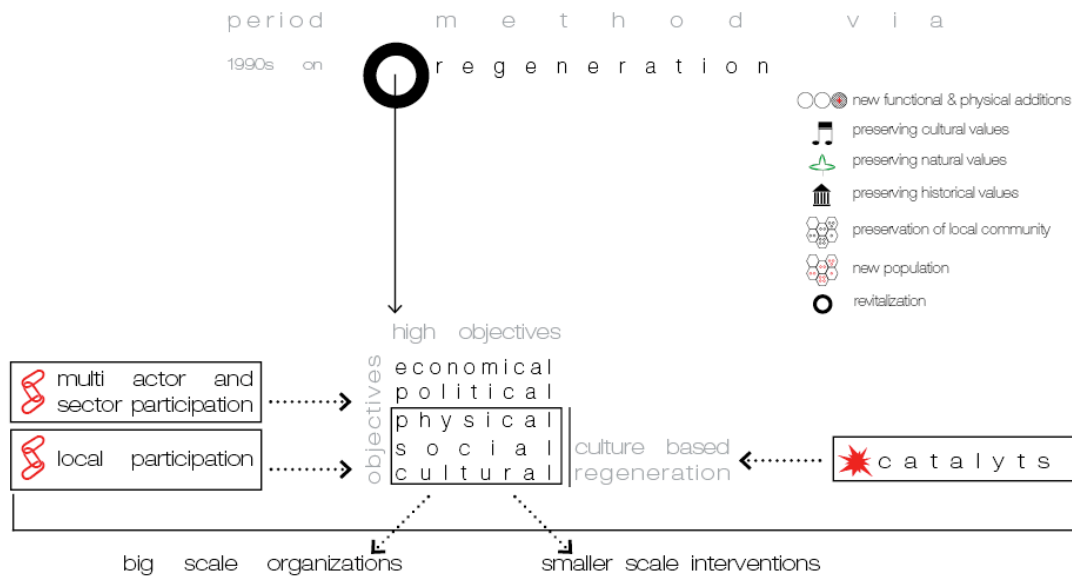 period method via
1990s on regeneration
new functional & physical additions
preserving cultural values
preserving natural values
preserving historical values
preservation of local community
new population
revitalization
high objectives
objectives
economical
political
physical
social
cultural
multi actor and
sector participation
local participation
culture based
regeneration
catalyts
big scale organizations
smaller scale interventions